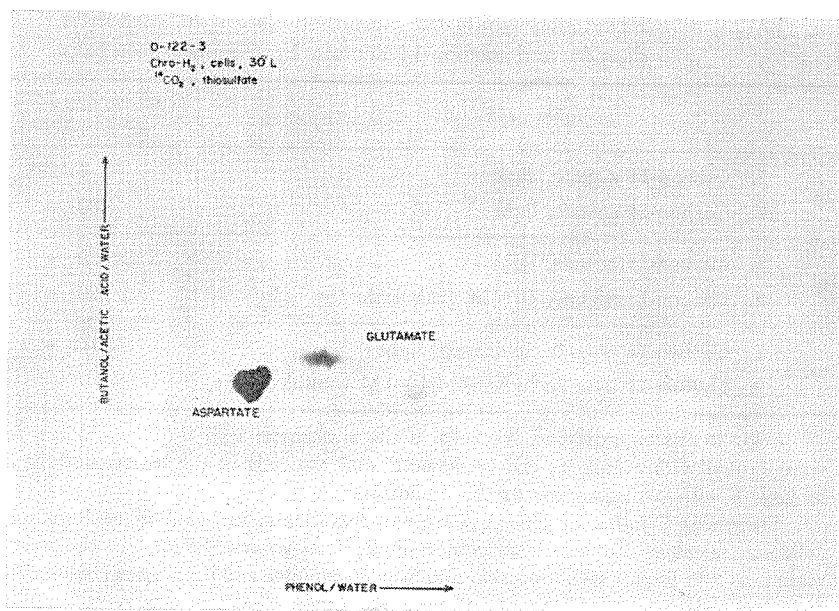 O-122-3
Chro-H₂, cells, 30' L
¹⁴CO₂, thiosulfate
BUTANOL/ACETIC ACID/WATER
GLUTAMATE
ASPARTATE
PHENOL/WATER